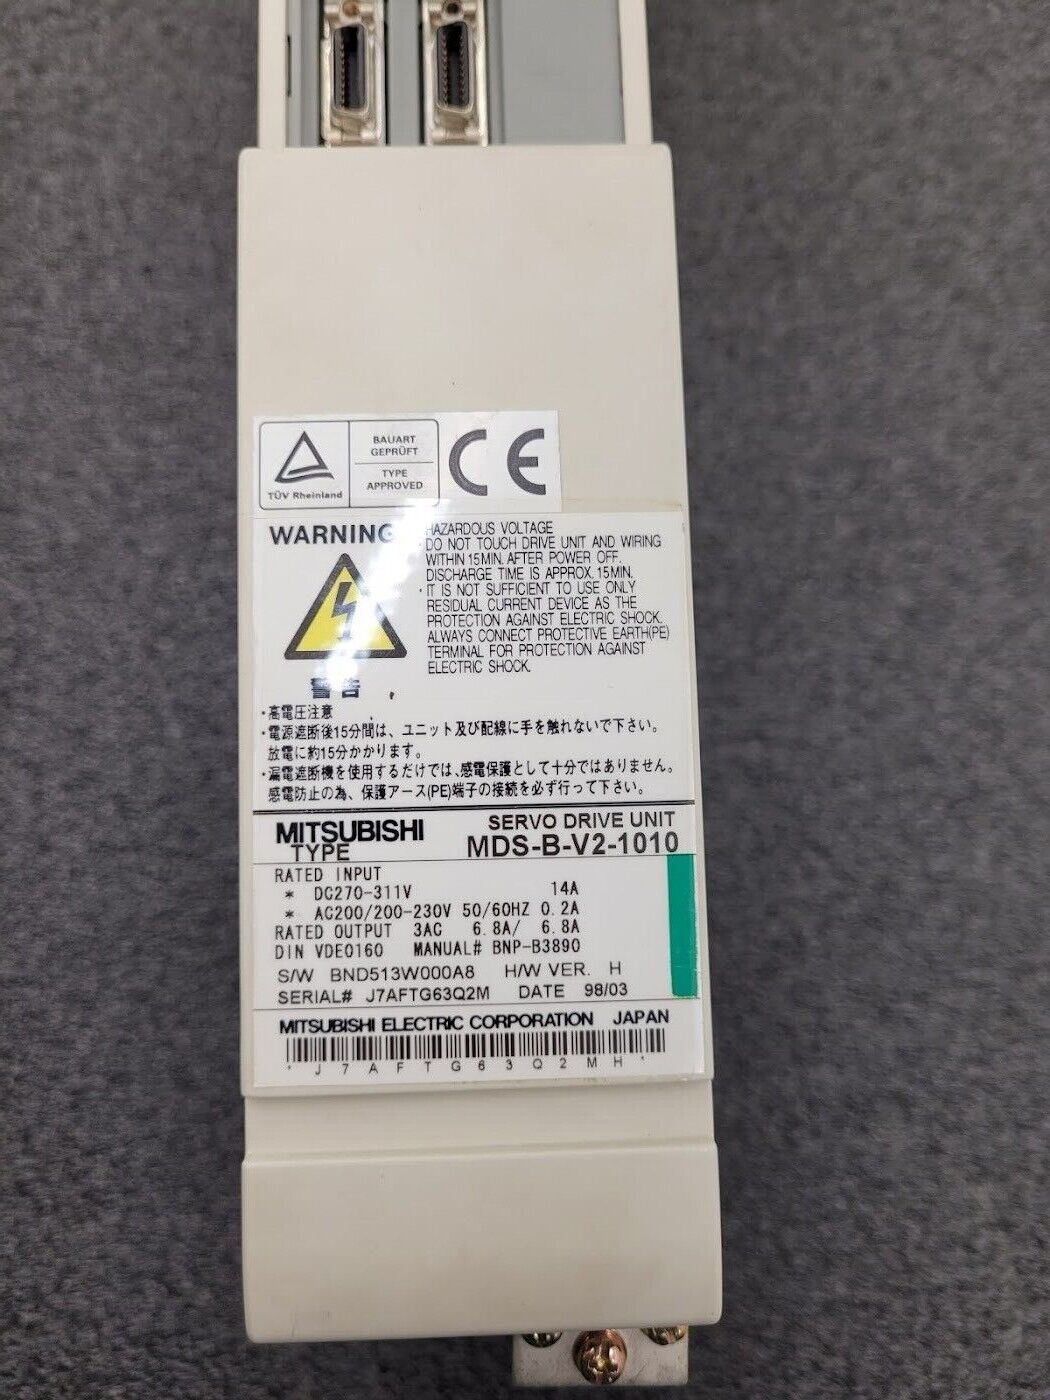 BAUART
GEPRÜFT
TYPE
APPROVED
TÜV Rheinland
CE
WARNING
HAZARDOUS VOLTAGE
・DO NOT TOUCH DRIVE UNIT AND WIRING
WITHIN 15MIN. AFTER POWER OFF.
DISCHARGE TIME IS APPROX. 15MIN.
・IT IS NOT SUFFICIENT TO USE ONLY
RESIDUAL CURRENT DEVICE AS THE
PROTECTION AGAINST ELECTRIC SHOCK.
ALWAYS CONNECT PROTECTIVE EARTH(PE)
TERMINAL FOR PROTECTION AGAINST
ELECTRIC SHOCK.
警告
・高電圧注意
・電源遮断後15分間は、ユニット及び配線に手を触れないで下さい。
放電に約15分かかります。
・漏電遮断機を使用するだけでは、感電保護として十分ではありません。
感電防止の為、保護アース(PE)端子の接続を必ず行って下さい。
MITSUBISHI SERVO DRIVE UNIT
TYPE MDS-B-V2-1010
RATED INPUT
* DC270-311V 14A
* AC200/200-230V 50/60HZ 0.2A
RATED OUTPUT 3AC 6.8A/ 6.8A
DIN VDE0160 MANUAL# BNP-B3890
S/W BND513W000A8 H/W VER. H
SERIAL# J7AFTG63Q2M DATE 98/03
MITSUBISHI ELECTRIC CORPORATION JAPAN
* J 7 A F T G 6 3 Q 2 M H *